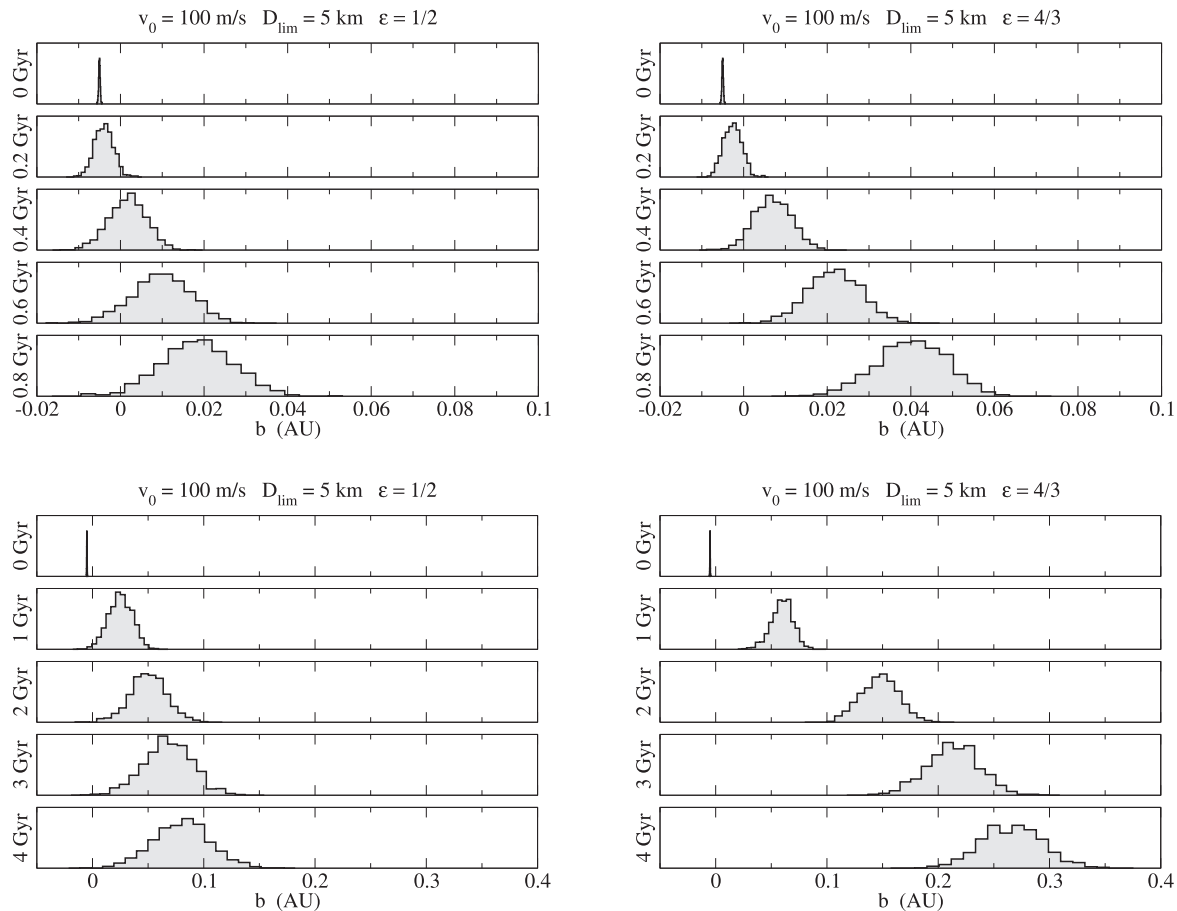 v₀ = 100 m/s D_lim = 5 km ε = 1/2
0 Gyr
0.2 Gyr
0.4 Gyr
0.6 Gyr
0.8 Gyr
-0.02 0 0.02 0.04 0.06 0.08 0.1
b (AU)
v₀ = 100 m/s D_lim = 5 km ε = 4/3
0 Gyr
0.2 Gyr
0.4 Gyr
0.6 Gyr
0.8 Gyr
-0.02 0 0.02 0.04 0.06 0.08 0.1
b (AU)
v₀ = 100 m/s D_lim = 5 km ε = 1/2
0 Gyr
1 Gyr
2 Gyr
3 Gyr
4 Gyr
0 0.1 0.2 0.3 0.4
b (AU)
v₀ = 100 m/s D_lim = 5 km ε = 4/3
0 Gyr
1 Gyr
2 Gyr
3 Gyr
4 Gyr
0 0.1 0.2 0.3 0.4
b (AU)